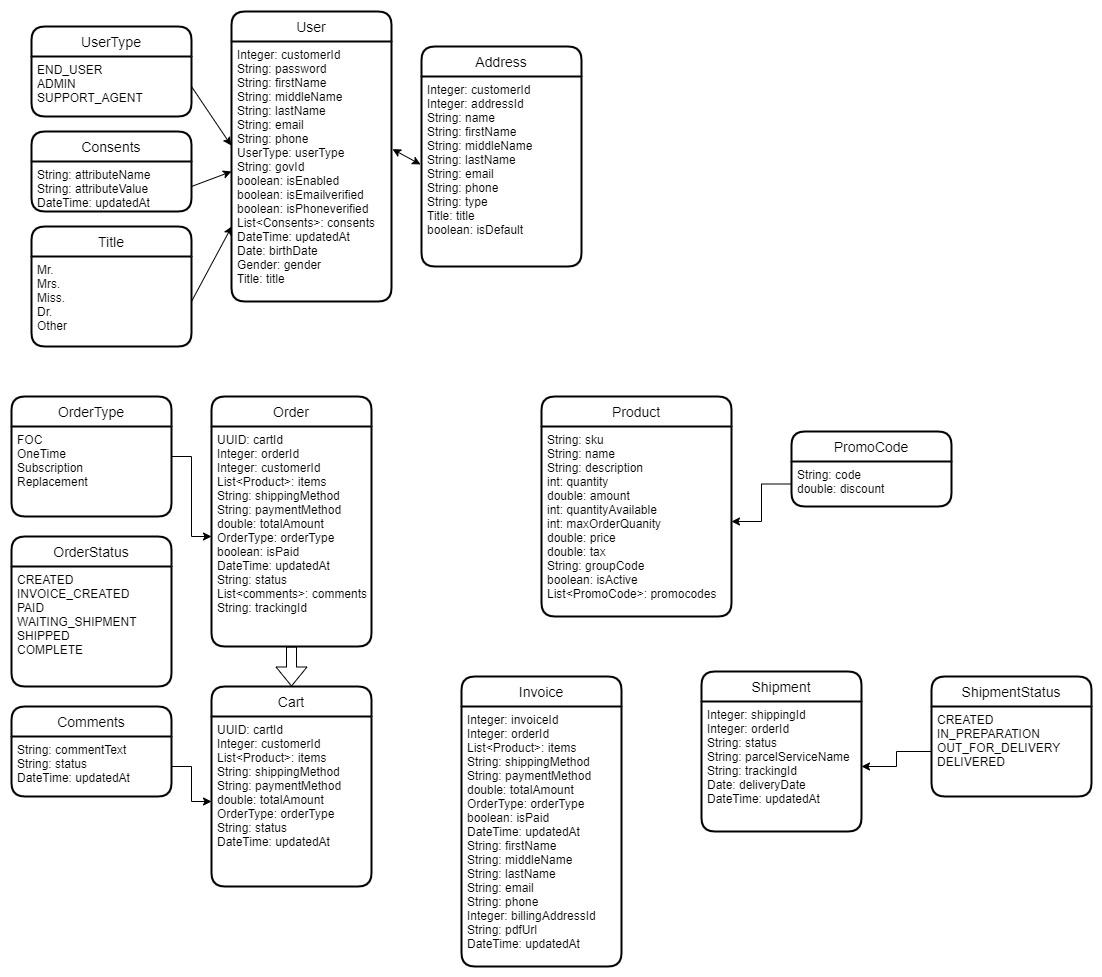 UserType
END_USER
ADMIN
SUPPORT_AGENT
Consents
String: attributeName
String: attributeValue
DateTime: updatedAt
Title
Mr.
Mrs.
Miss.
Dr.
Other
User
Integer: customerId
String: password
String: firstName
String: middleName
String: lastName
String: email
String: phone
UserType: userType
String: govId
boolean: isEnabled
boolean: isEmailverified
boolean: isPhoneverified
List<Consents>: consents
DateTime: updatedAt
Date: birthDate
Gender: gender
Title: title
Address
Integer: customerId
Integer: addressId
String: name
String: firstName
String: middleName
String: lastName
String: email
String: phone
String: type
Title: title
boolean: isDefault
OrderType
FOC
OneTime
Subscription
Replacement
OrderStatus
CREATED
INVOICE_CREATED
PAID
WAITING_SHIPMENT
SHIPPED
COMPLETE
Comments
String: commentText
String: status
DateTime: updatedAt
Order
UUID: cartId
Integer: orderId
Integer: customerId
List<Product>: items
String: shippingMethod
String: paymentMethod
double: totalAmount
OrderType: orderType
boolean: isPaid
DateTime: updatedAt
String: status
List<comments>: comments
String: trackingId
Cart
UUID: cartId
Integer: customerId
List<Product>: items
String: shippingMethod
String: paymentMethod
double: totalAmount
OrderType: orderType
String: status
DateTime: updatedAt
Product
String: sku
String: name
String: description
int: quantity
double: amount
int: quantityAvailable
int: maxOrderQuanity
double: price
double: tax
String: groupCode
boolean: isActive
List<PromoCode>: promocodes
PromoCode
String: code
double: discount
Invoice
Integer: invoiceId
Integer: orderId
List<Product>: items
String: shippingMethod
String: paymentMethod
double: totalAmount
OrderType: orderType
boolean: isPaid
DateTime: updatedAt
String: firstName
String: middleName
String: lastName
String: email
String: phone
Integer: billingAddressId
String: pdfUrl
DateTime: updatedAt
Shipment
Integer: shippingId
Integer: orderId
String: status
String: parcelServiceName
String: trackingId
Date: deliveryDate
DateTime: updatedAt
ShipmentStatus
CREATED
IN_PREPARATION
OUT_FOR_DELIVERY
DELIVERED